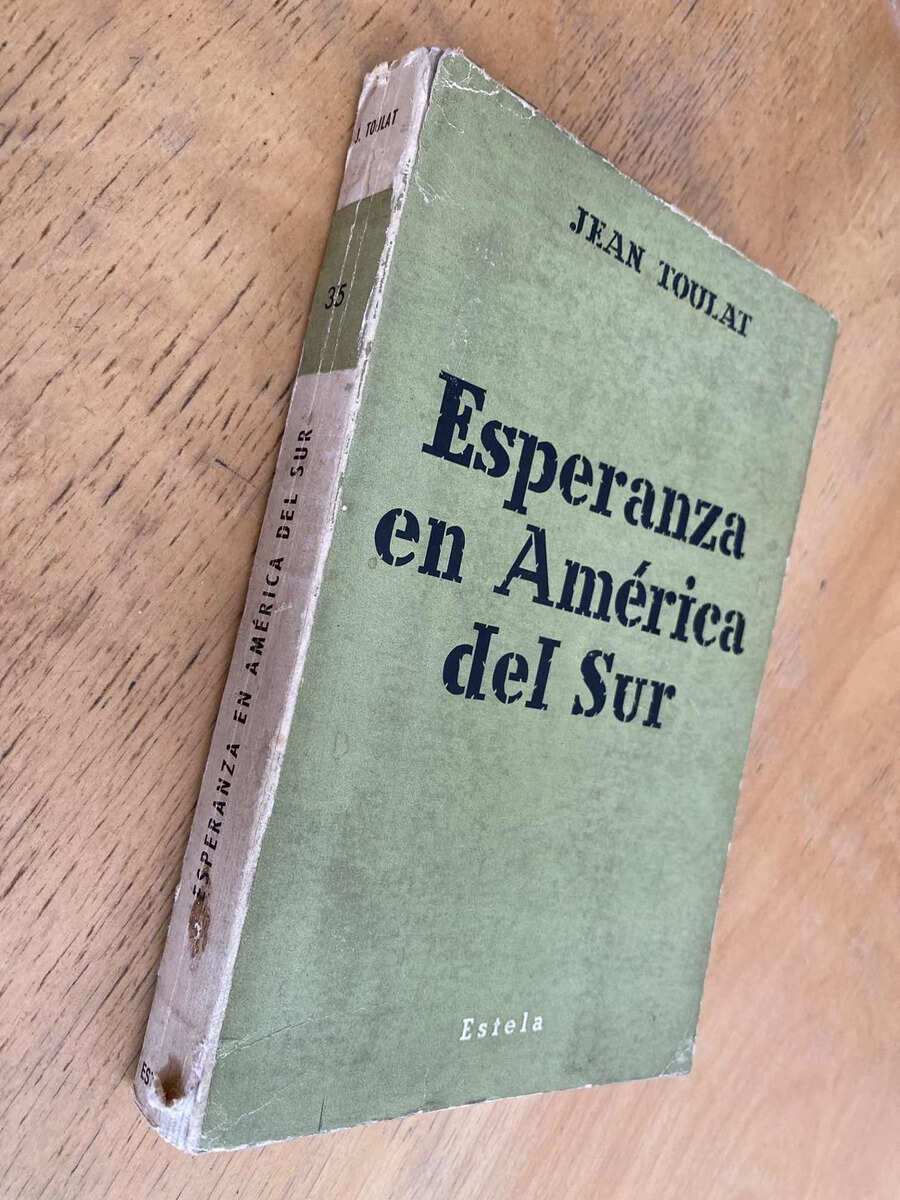 JEAN TOULAT
Esperanza
en América
del Sur
Estela
J. TOULAT
35
ESPERANZA EN AMÉRICA DEL SUR